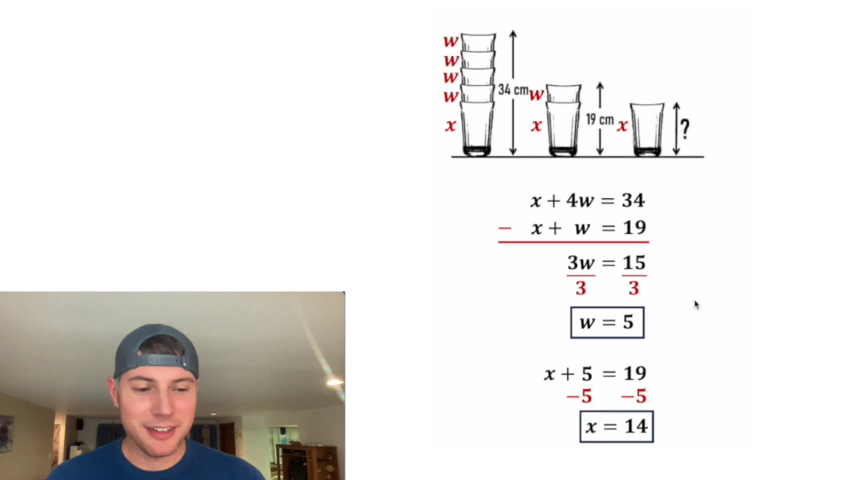 w
w
w
w
x
34 cm
w
x
19 cm
x
?
x + 4w = 34
− x + w = 19
3w = 15
3 3
w = 5
x + 5 = 19
−5 −5
x = 14